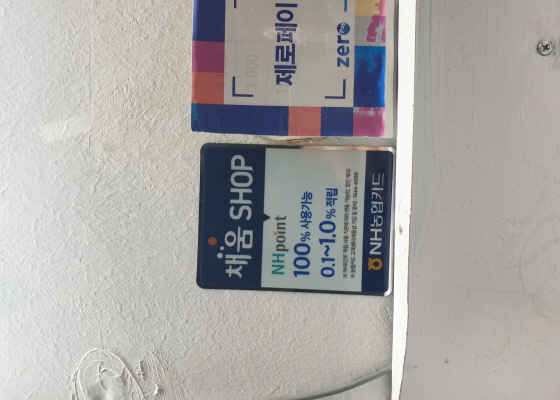 제로페이
zeroPay
채움 SHOP
NHpoint
100% 사용가능
0.1~1.0% 적립
NH농협카드